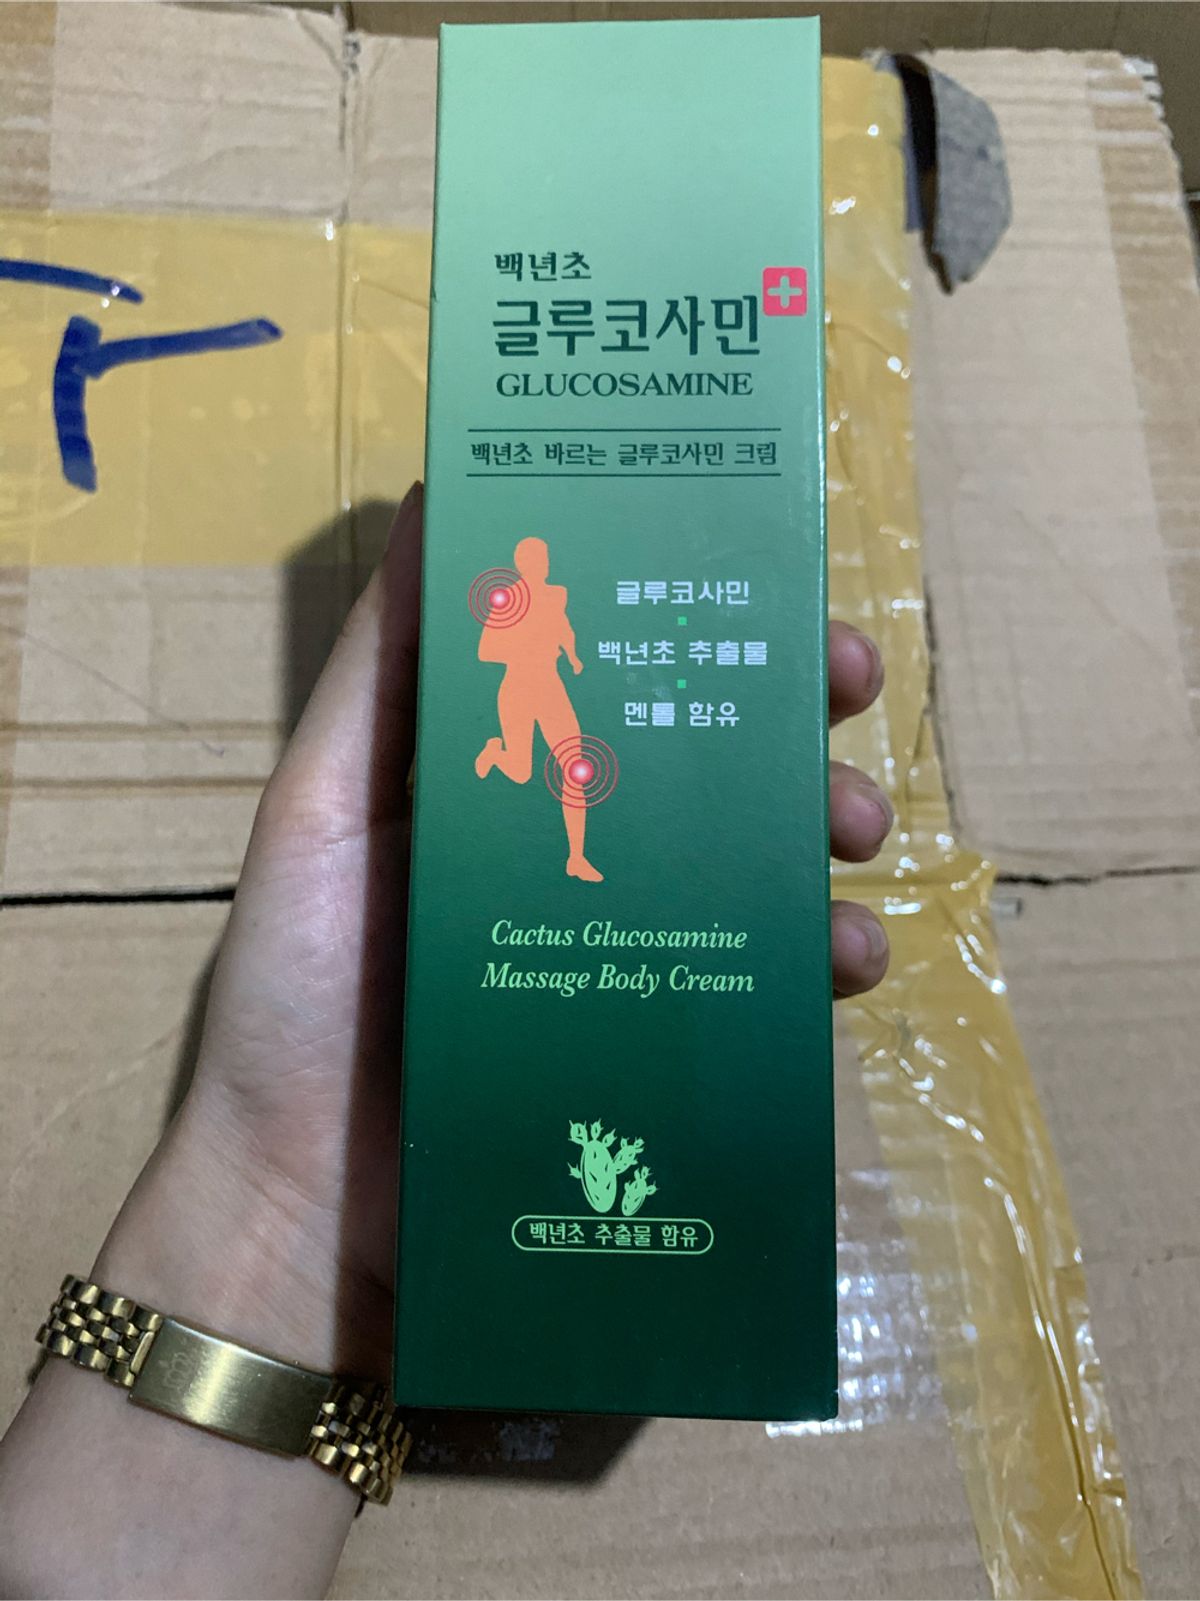 백년초
글루코사민
GLUCOSAMINE
백년초 바르는 글루코사민 크림
글루코사민
백년초 추출물
멘톨 함유
Cactus Glucosamine
Massage Body Cream
백년초 추출물 함유